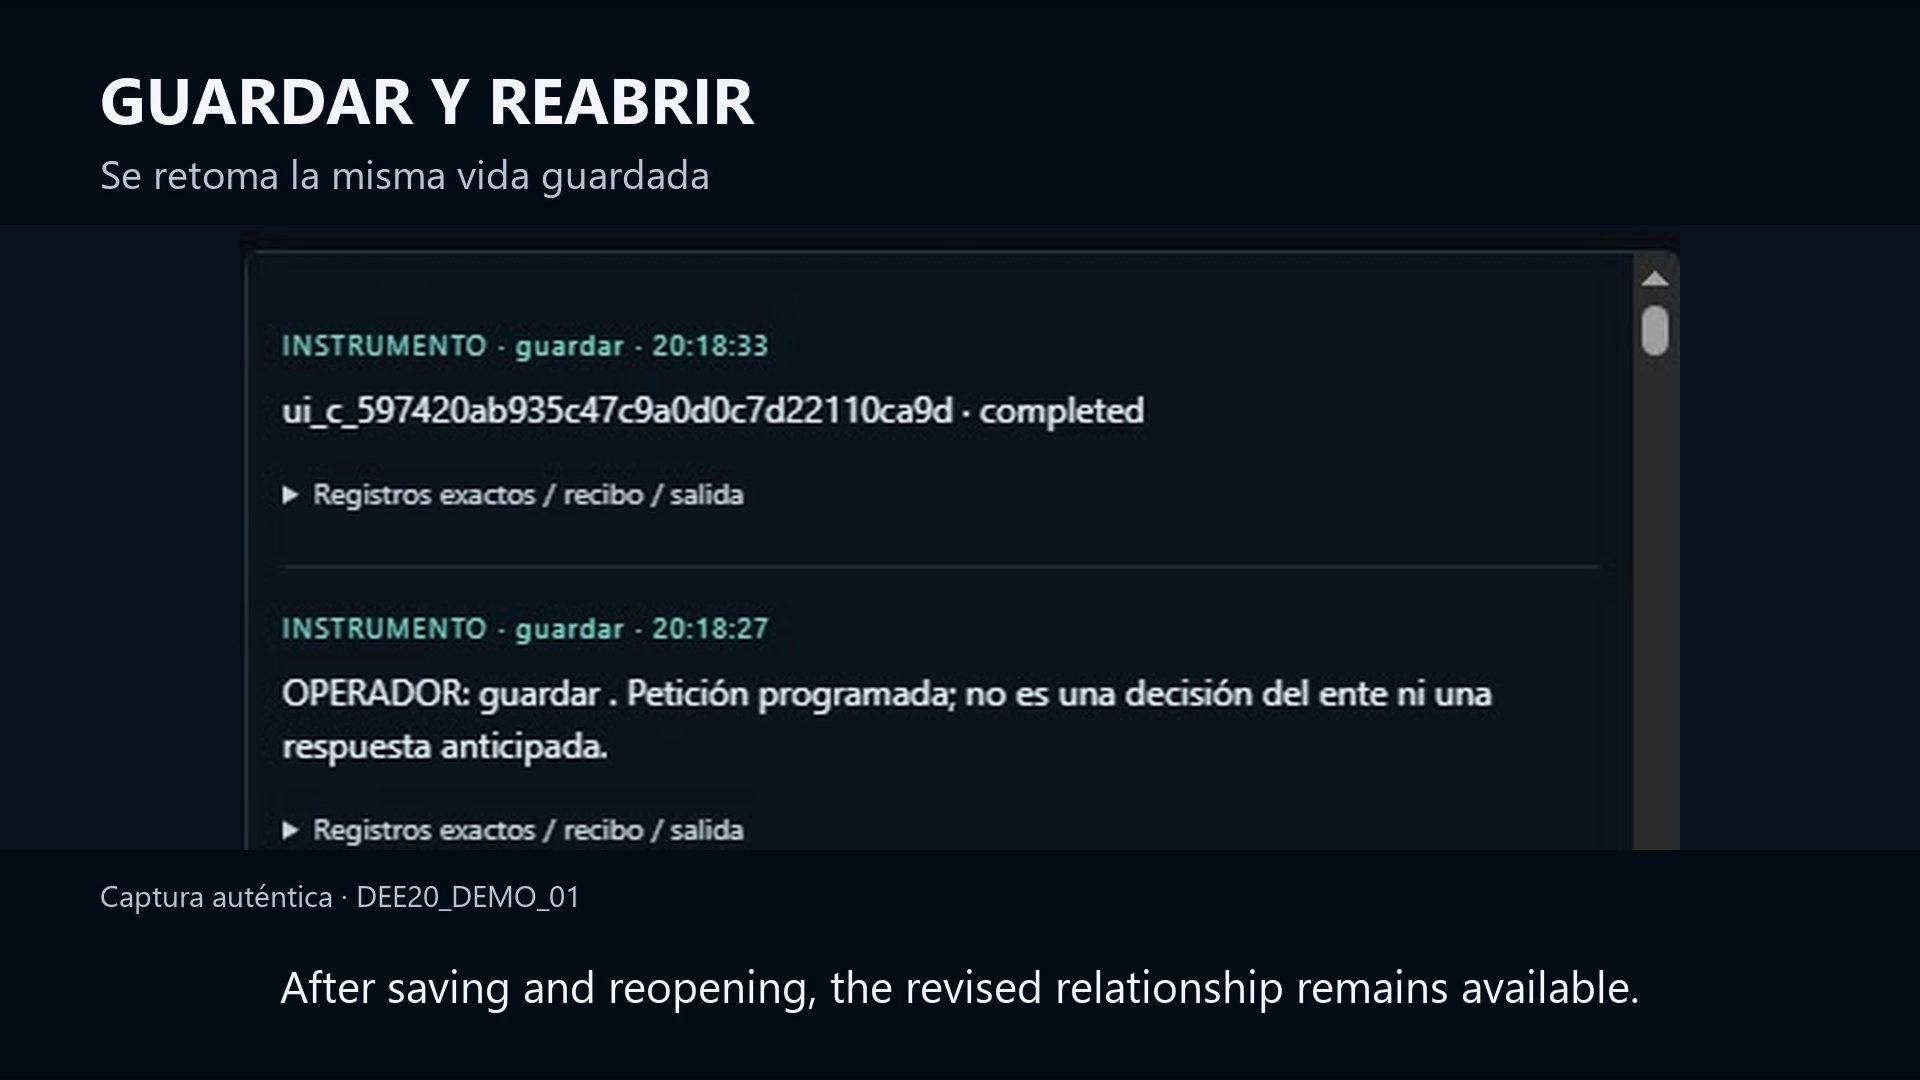 GUARDAR Y REABRIR
Se retoma la misma vida guardada
INSTRUMENTO · guardar · 20:18:33
ui_c_597420ab935c47c9a0d0c7d22110ca9d · completed
▶ Registros exactos / recibo / salida
INSTRUMENTO · guardar · 20:18:27
OPERADOR: guardar . Petición programada; no es una decisión del ente ni una
respuesta anticipada.
▶ Registros exactos / recibo / salida
Captura auténtica · DEE20_DEMO_01
After saving and reopening, the revised relationship remains available.